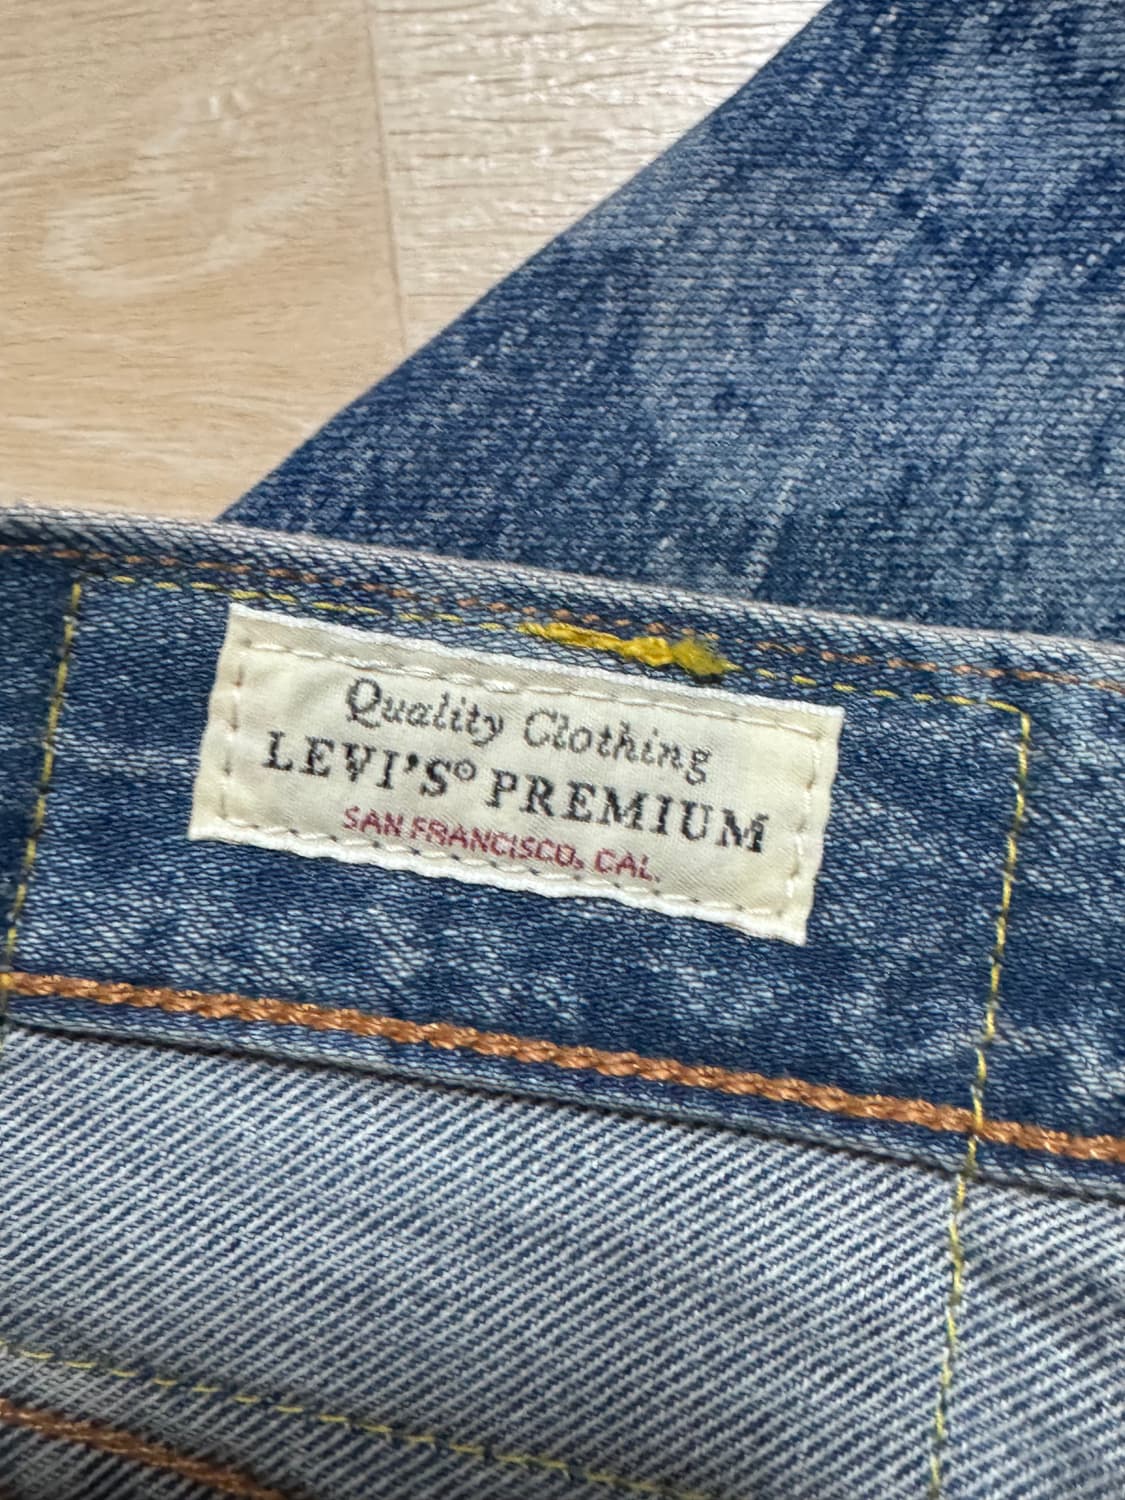 Quality Clothing
LEVI'S® PREMIUM
SAN FRANCISCO, CAL.